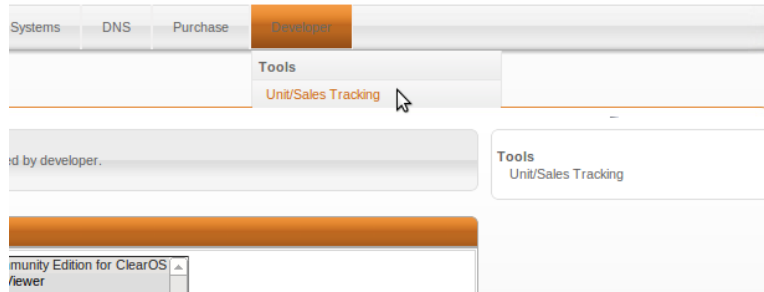 Systems DNS Purchase Developer
Tools
Unit/Sales Tracking
ed by developer.
Tools
Unit/Sales Tracking
mmunity Edition for ClearOS
Viewer